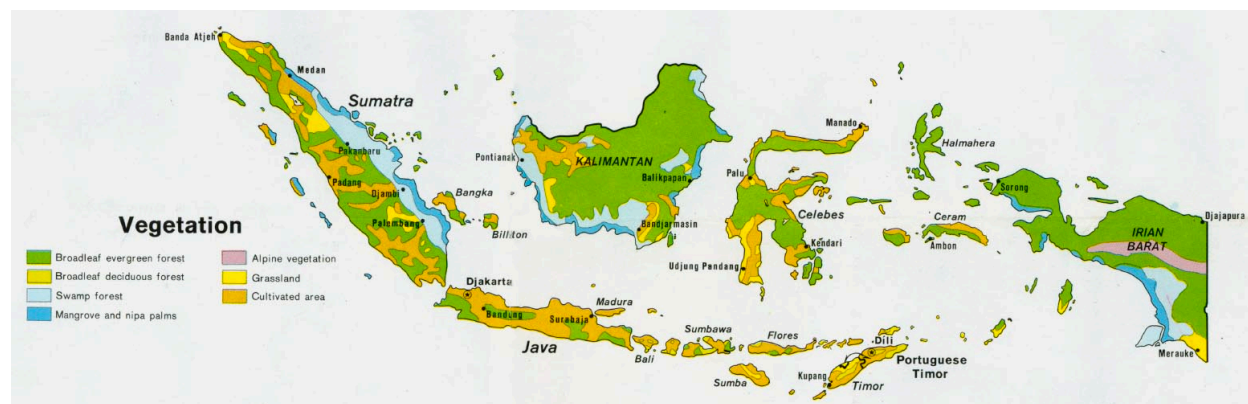 Banda Atjeh
Medan
Sumatra
Pakanbaru
Padang
Djambi
Palembang
Bangka
Billiton
Pontianak
KALIMANTAN
Balikpapan
Bandjarmasin
Manado
Palu
Celebes
Kendari
Udjung Pandang
Halmahera
Sorong
Ceram
Ambon
Djajapura
IRIAN
BARAT
Merauke
Vegetation
Broadleaf evergreen forest
Broadleaf deciduous forest
Swamp forest
Mangrove and nipa palms
Alpine vegetation
Grassland
Cultivated area
Djakarta
Bandung
Surabaja
Madura
Java
Bali
Sumbawa
Flores
Sumba
Dili
Portuguese
Timor
Kupang
Timor